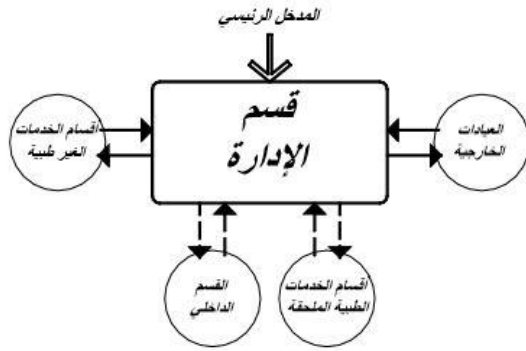 المدخل الرئيسي
قسم
الإدارة
العيادات
الخارجية
أقسام الخدمات
الغير طبية
أقسام الخدمات
الطبية الملحقة
القسم
الداخلي